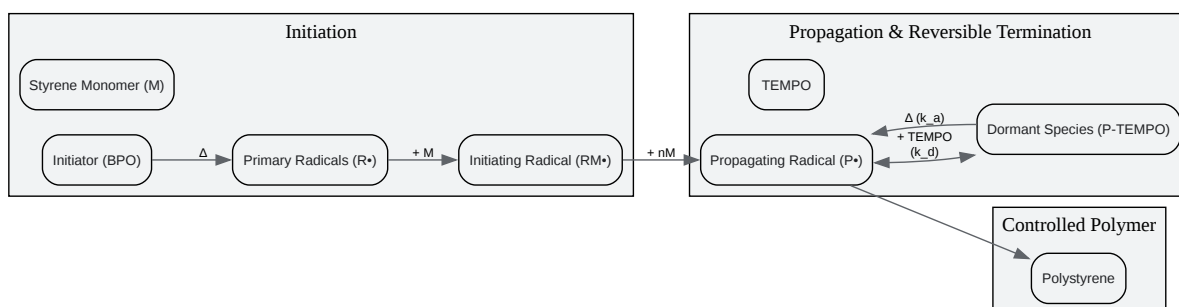 Initiation
Styrene Monomer (M)
Initiator (BPO)
Δ
Primary Radicals (R•)
+ M
Initiating Radical (RM•)
+ nM
Propagation & Reversible Termination
TEMPO
Propagating Radical (P•)
Δ (k_a)
+ TEMPO
(k_d)
Dormant Species (P-TEMPO)
Controlled Polymer
Polystyrene